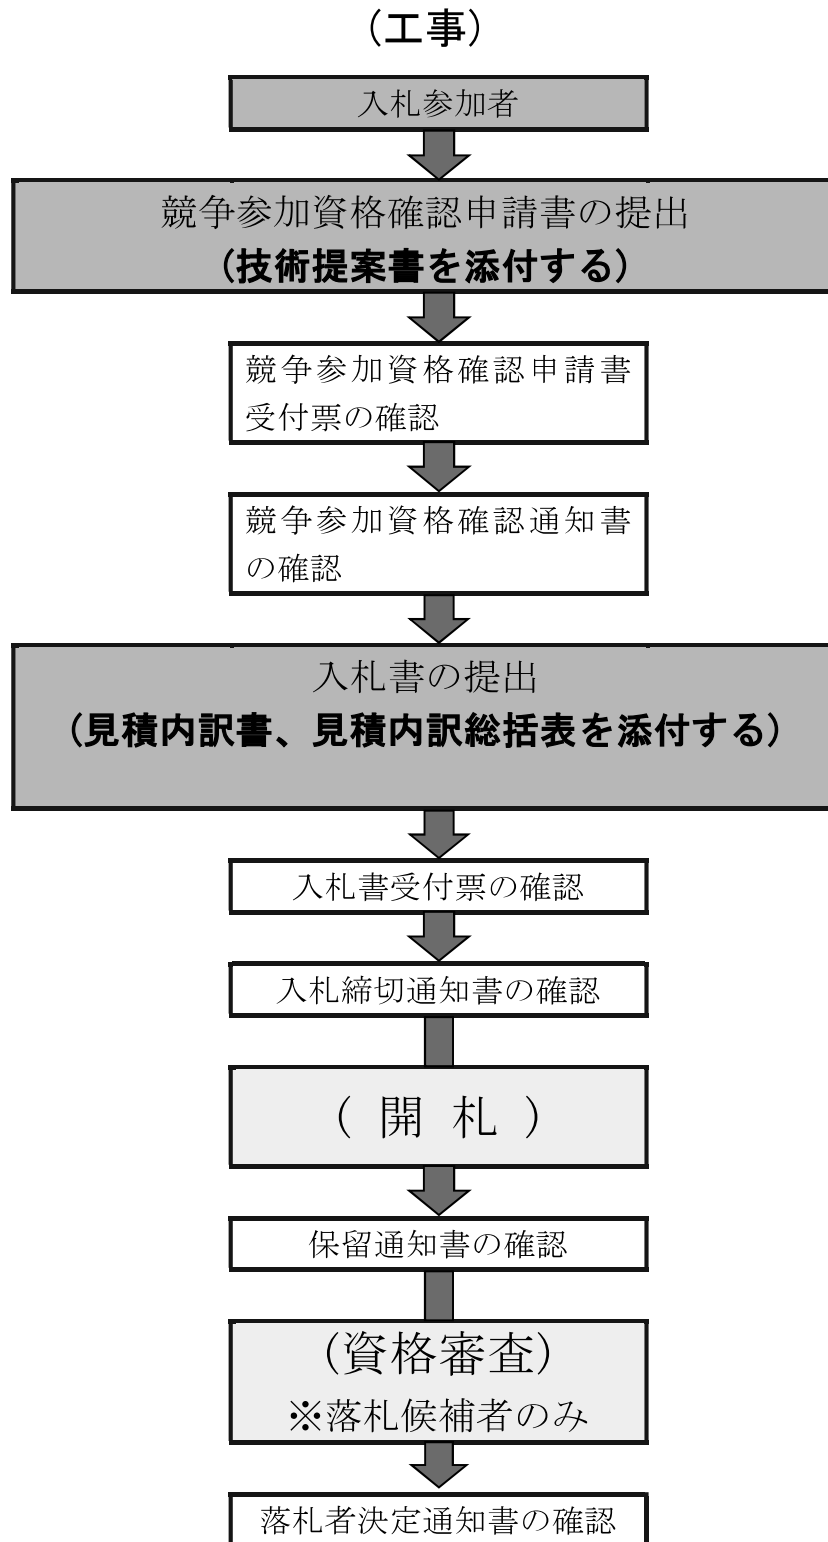 (工事)
入札参加者
競争参加資格確認申請書の提出
(技術提案書を添付する)
競争参加資格確認申請書
受付票の確認
競争参加資格確認通知書
の確認
入札書の提出
(見積内訳書、見積内訳総括表を添付する)
入札書受付票の確認
入札締切通知書の確認
( 開 札 )
保留通知書の確認
(資格審査)
※落札候補者のみ
落札者決定通知書の確認